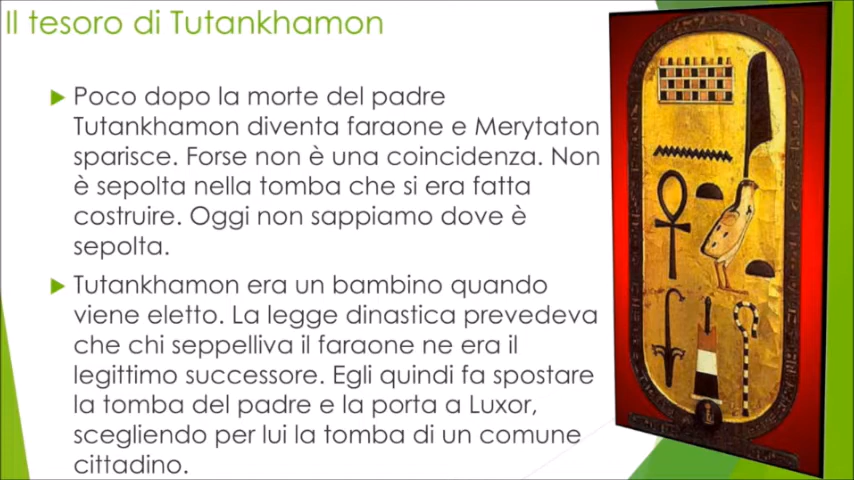 Il tesoro di Tutankhamon
Poco dopo la morte del padre
Tutankhamon diventa faraone e Merytaton
sparisce. Forse non è una coincidenza. Non
è sepolta nella tomba che si era fatta
costruire. Oggi non sappiamo dove è
sepolta.
Tutankhamon era un bambino quando
viene eletto. La legge dinastica prevedeva
che chi seppelliva il faraone ne era il
legittimo successore. Egli quindi fa spostare
la tomba del padre e la porta a Luxor,
scegliendo per lui la tomba di un comune
cittadino.